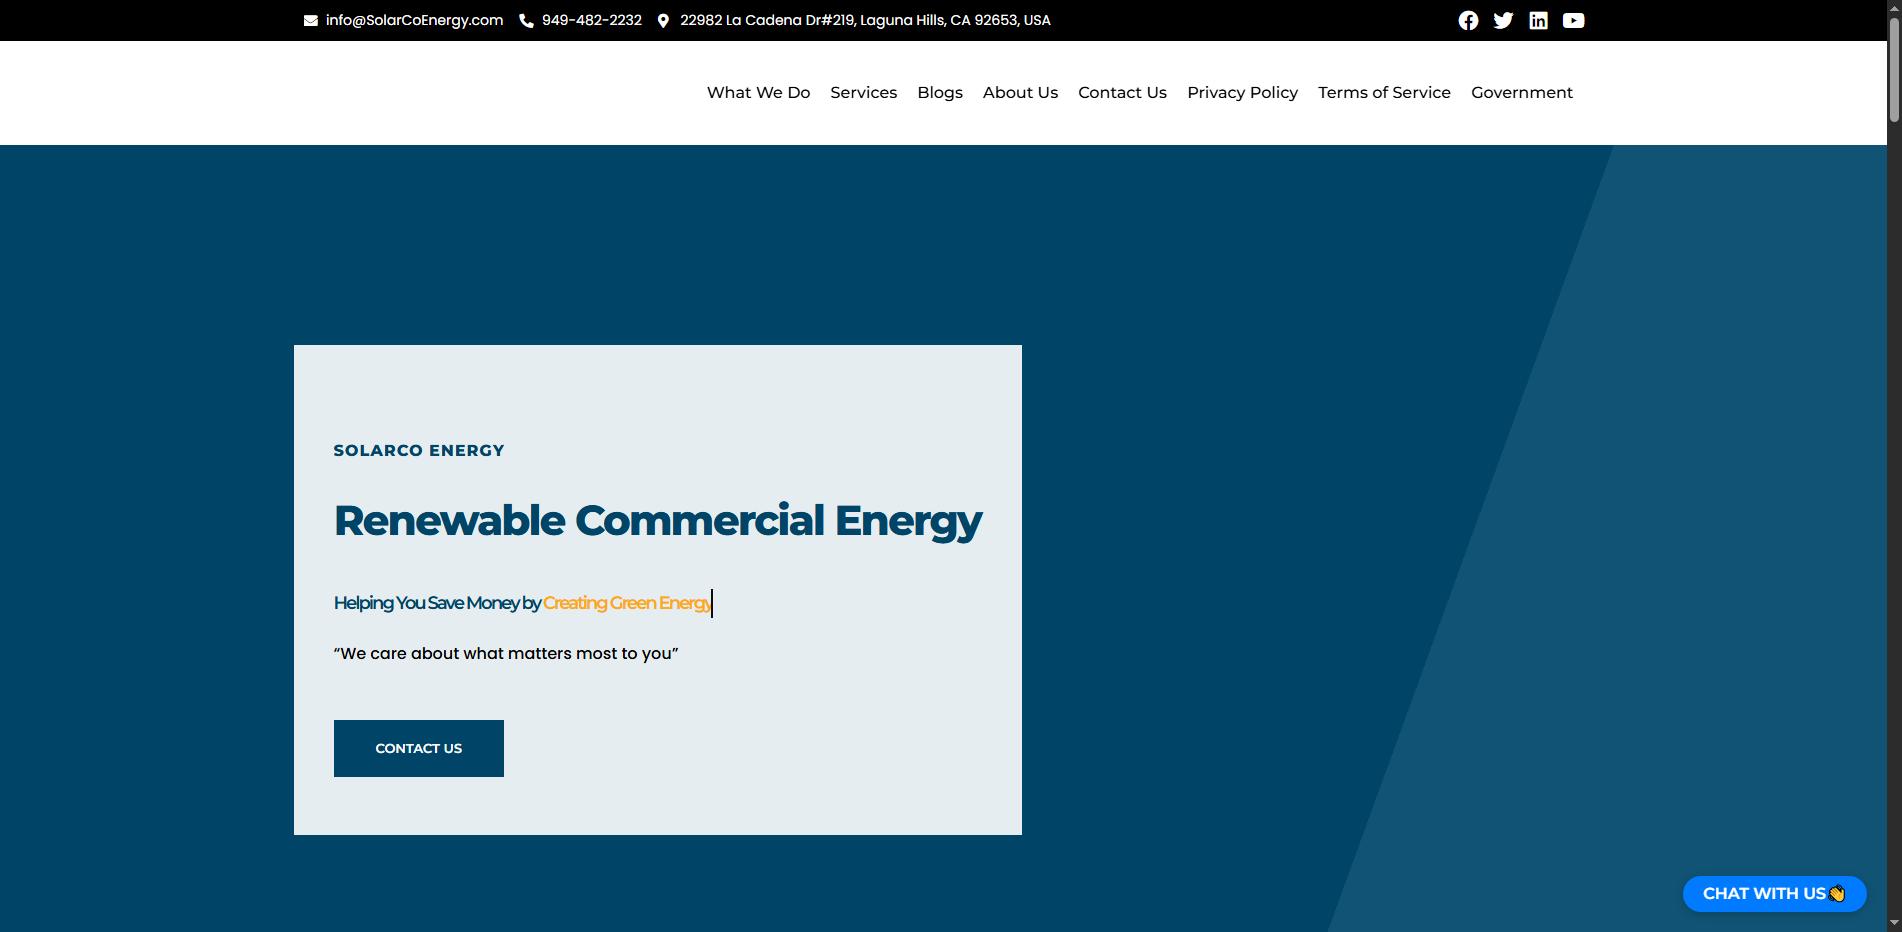 info@SolarCoEnergy.com 949-482-2232 22982 La Cadena Dr#219, Laguna Hills, CA 92653, USA
What We Do Services Blogs About Us Contact Us Privacy Policy Terms of Service Government
SOLARCO ENERGY
Renewable Commercial Energy
Helping You Save Money by Creating Green Energy
“We care about what matters most to you”
CONTACT US
CHAT WITH US👋